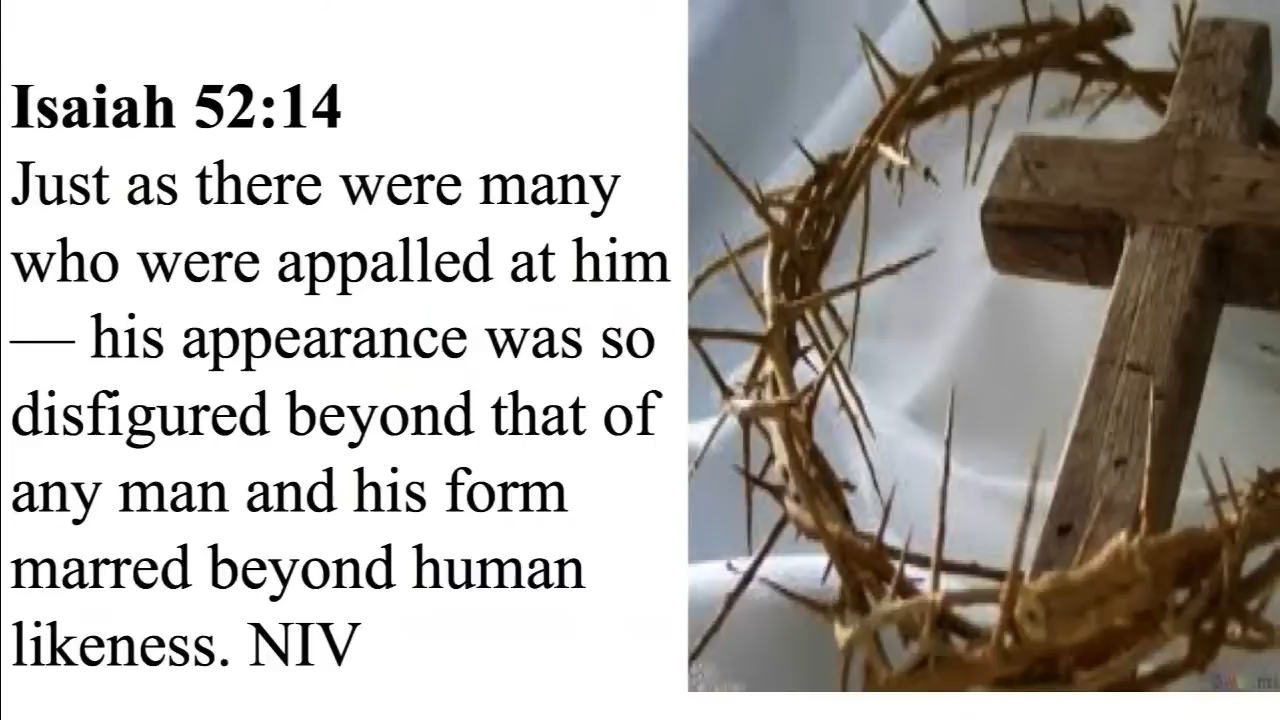 Isaiah 52:14
Just as there were many
who were appalled at him
— his appearance was so
disfigured beyond that of
any man and his form
marred beyond human
likeness. NIV